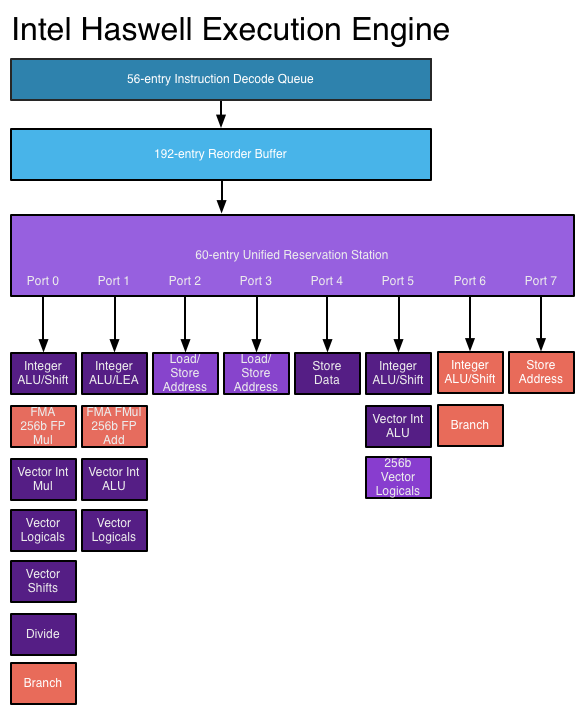 Intel Haswell Execution Engine
56-entry Instruction Decode Queue
192-entry Reorder Buffer
60-entry Unified Reservation Station
Port 0 Port 1 Port 2 Port 3 Port 4 Port 5 Port 6 Port 7
Integer
ALU/Shift
Integer
ALU/LEA
Load/
Store
Address
Load/
Store
Address
Store
Data
Integer
ALU/Shift
Integer
ALU/Shift
Store
Address
FMA
256b FP
Mul
FMA FMul
256b FP
Add
Vector Int
ALU
Branch
Vector Int
Mul
Vector Int
ALU
256b
Vector
Logicals
Vector
Logicals
Vector
Logicals
Vector
Shifts
Divide
Branch